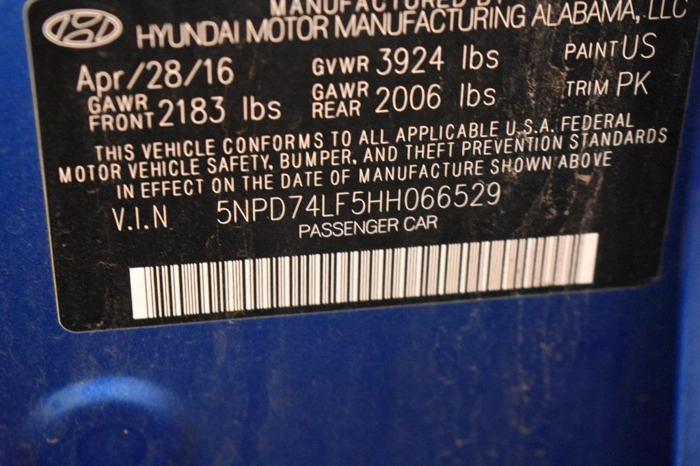 MANUFACTURED BY
HYUNDAI MOTOR MANUFACTURING ALABAMA, LLC
Apr/28/16 GVWR 3924 lbs PAINT US
GAWR FRONT 2183 lbs GAWR REAR 2006 lbs TRIM PK
THIS VEHICLE CONFORMS TO ALL APPLICABLE U.S.A. FEDERAL
MOTOR VEHICLE SAFETY, BUMPER, AND THEFT PREVENTION STANDARDS
IN EFFECT ON THE DATE OF MANUFACTURE SHOWN ABOVE
V.I.N 5NPD74LF5HH066529
PASSENGER CAR